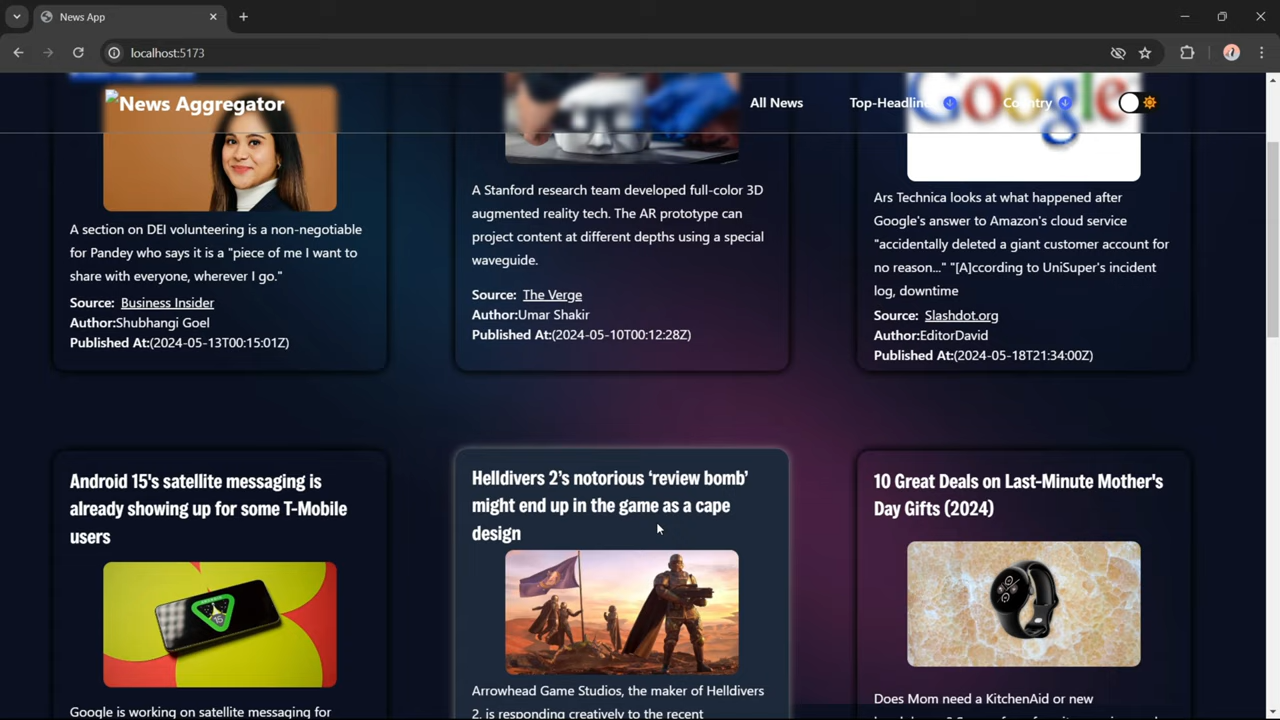 News App
localhost:5173
News Aggregator
All News
Top-Headlin
Country
Google
A section on DEI volunteering is a non-negotiable
for Pandey who says it is a "piece of me I want to
share with everyone, wherever I go."
Source: Business Insider
Author:Shubhangi Goel
Published At:(2024-05-13T00:15:01Z)
A Stanford research team developed full-color 3D
augmented reality tech. The AR prototype can
project content at different depths using a special
waveguide.
Source: The Verge
Author:Umar Shakir
Published At:(2024-05-10T00:12:28Z)
Ars Technica looks at what happened after
Google's answer to Amazon's cloud service
"accidentally deleted a giant customer account for
no reason..." "[A]ccording to UniSuper's incident
log, downtime
Source: Slashdot.org
Author:EditorDavid
Published At:(2024-05-18T21:34:00Z)
Android 15's satellite messaging is
already showing up for some T-Mobile
users
Google is working on satellite messaging for
Helldivers 2's notorious ‘review bomb’
might end up in the game as a cape
design
Arrowhead Game Studios, the maker of Helldivers
2, is responding creatively to the recent
10 Great Deals on Last-Minute Mother's
Day Gifts (2024)
Does Mom need a KitchenAid or new